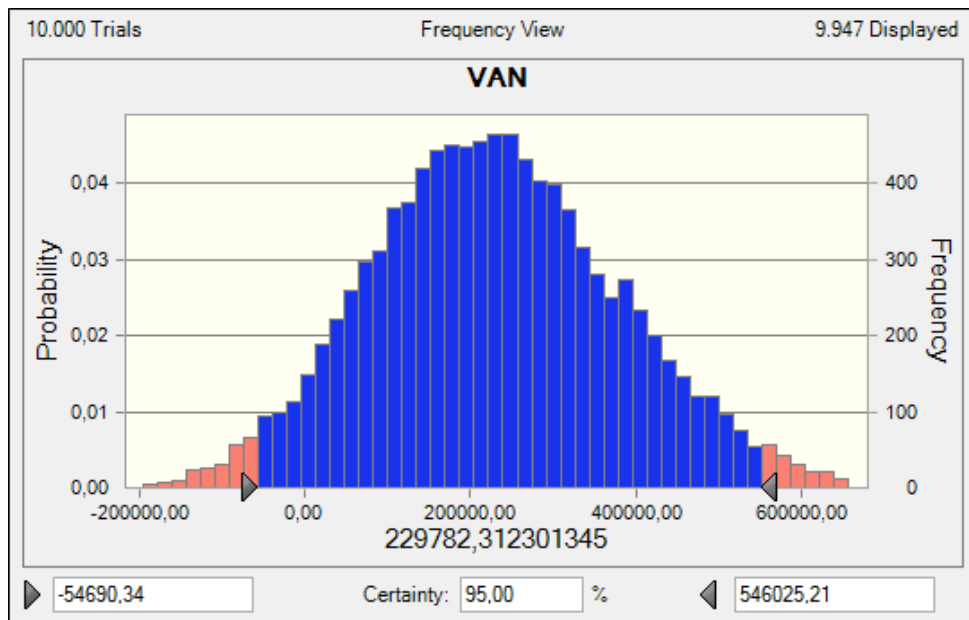 10.000 Trials Frequency View 9.947 Displayed
VAN
Probability
0,04
0,03
0,02
0,01
0,00
400
300
200
100
0
Frequency
-200000,00 0,00 200000,00 400000,00 600000,00
229782,312301345
-54690,34 Certainty: 95,00 % 546025,21